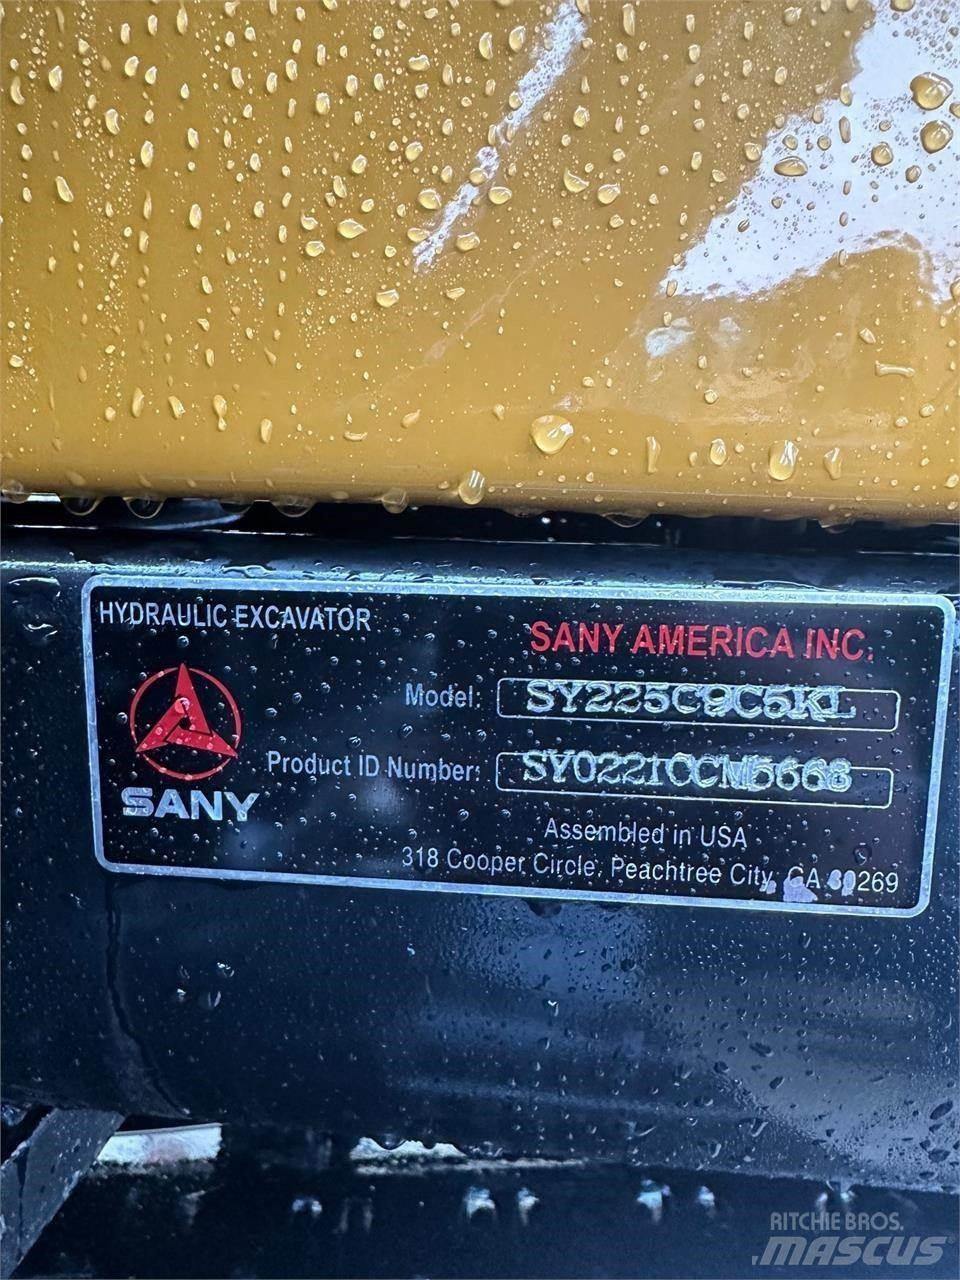 HYDRAULIC EXCAVATOR
SANY AMERICA INC.
Model: SY225C9C5KL
Product ID Number: SY0221CCM5668
SANY
Assembled in USA
318 Cooper Circle, Peachtree City, GA 30269
RITCHIE BROS.
MASCUS